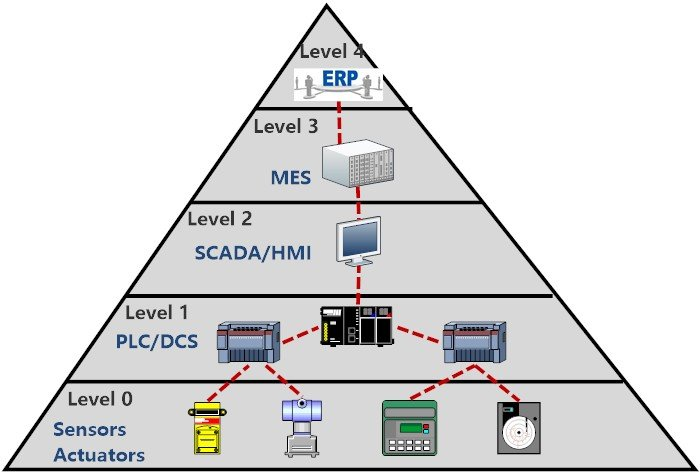 Level 4
ERP
Level 3
MES
Level 2
SCADA/HMI
Level 1
PLC/DCS
Level 0
Sensors
Actuators